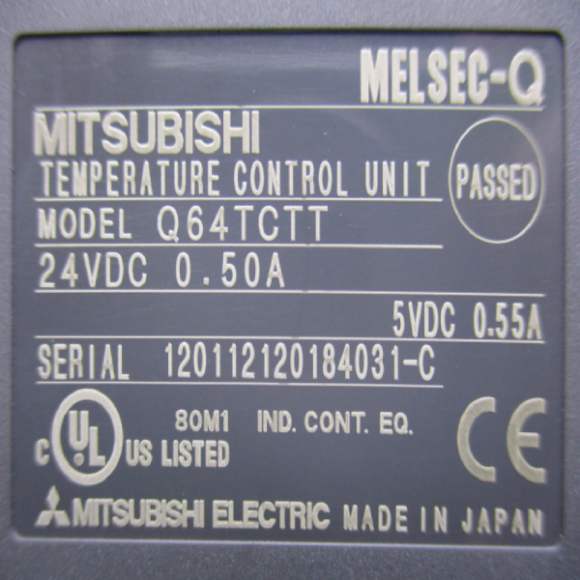 MELSEC-Q
MITSUBISHI
TEMPERATURE CONTROL UNIT
PASSED
MODEL Q64TCTT
24VDC 0.50A
5VDC 0.55A
SERIAL 120112120184031-C
80M1 IND. CONT. EQ.
C UL US LISTED
CE
MITSUBISHI ELECTRIC MADE IN JAPAN